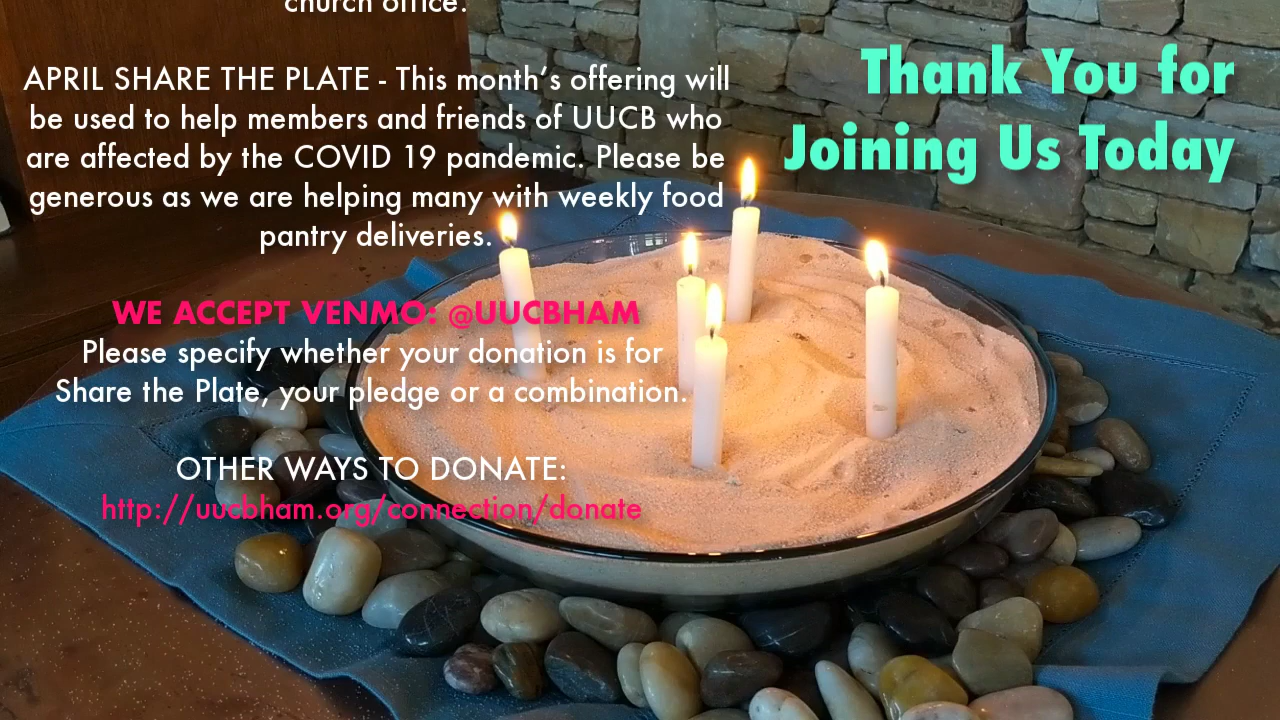 church office.
APRIL SHARE THE PLATE - This month’s offering will
be used to help members and friends of UUCB who
are affected by the COVID 19 pandemic. Please be
generous as we are helping many with weekly food
pantry deliveries.
WE ACCEPT VENMO: @UUCBHAM
Please specify whether your donation is for
Share the Plate, your pledge or a combination.
OTHER WAYS TO DONATE:
http://uucbham.org/connection/donate
Thank You for
Joining Us Today